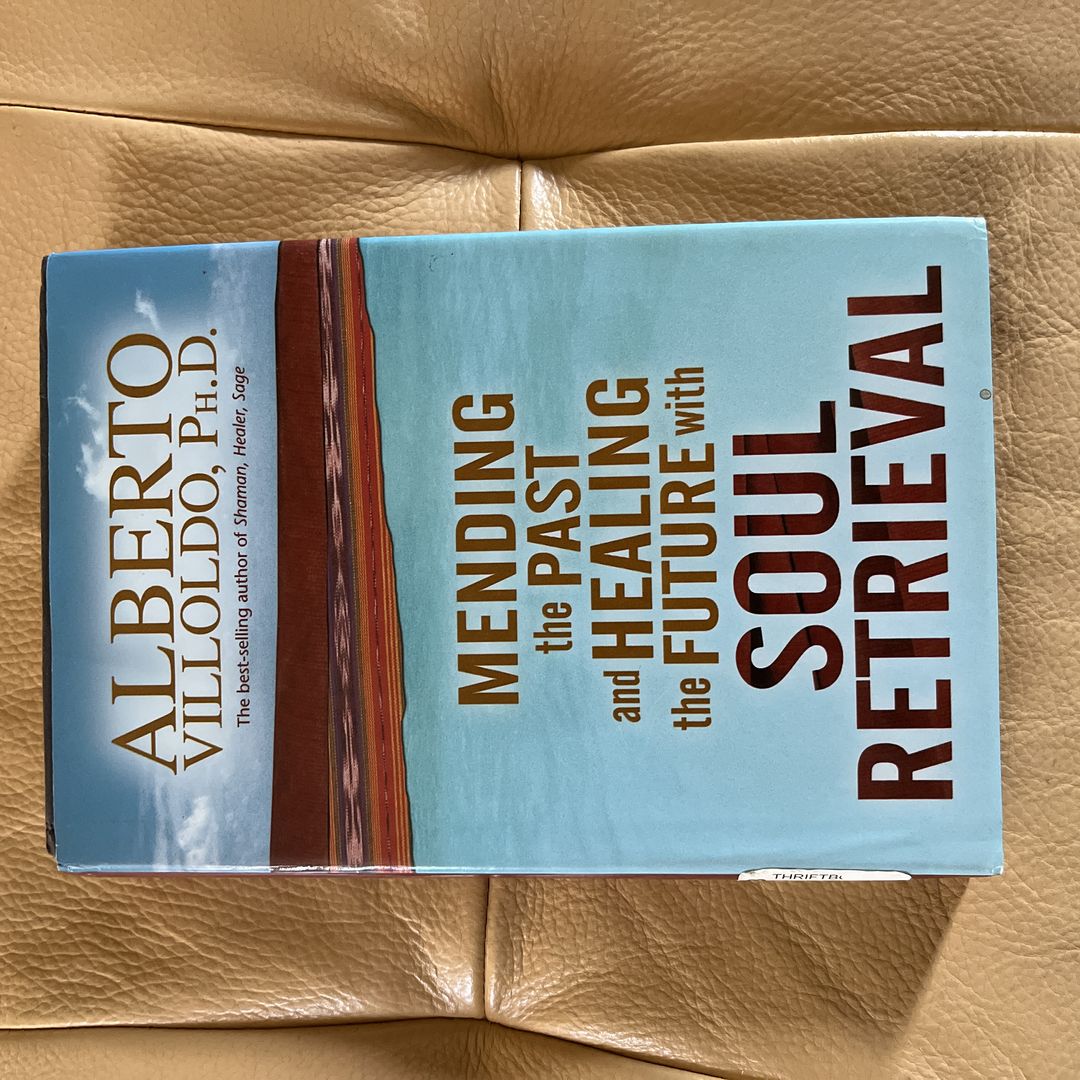 ALBERTO
VILLOLDO, PH.D.
The best-selling author of Shaman, Healer, Sage
MENDING
the PAST
and HEALING
the FUTURE with
SOUL
RETRIEVAL